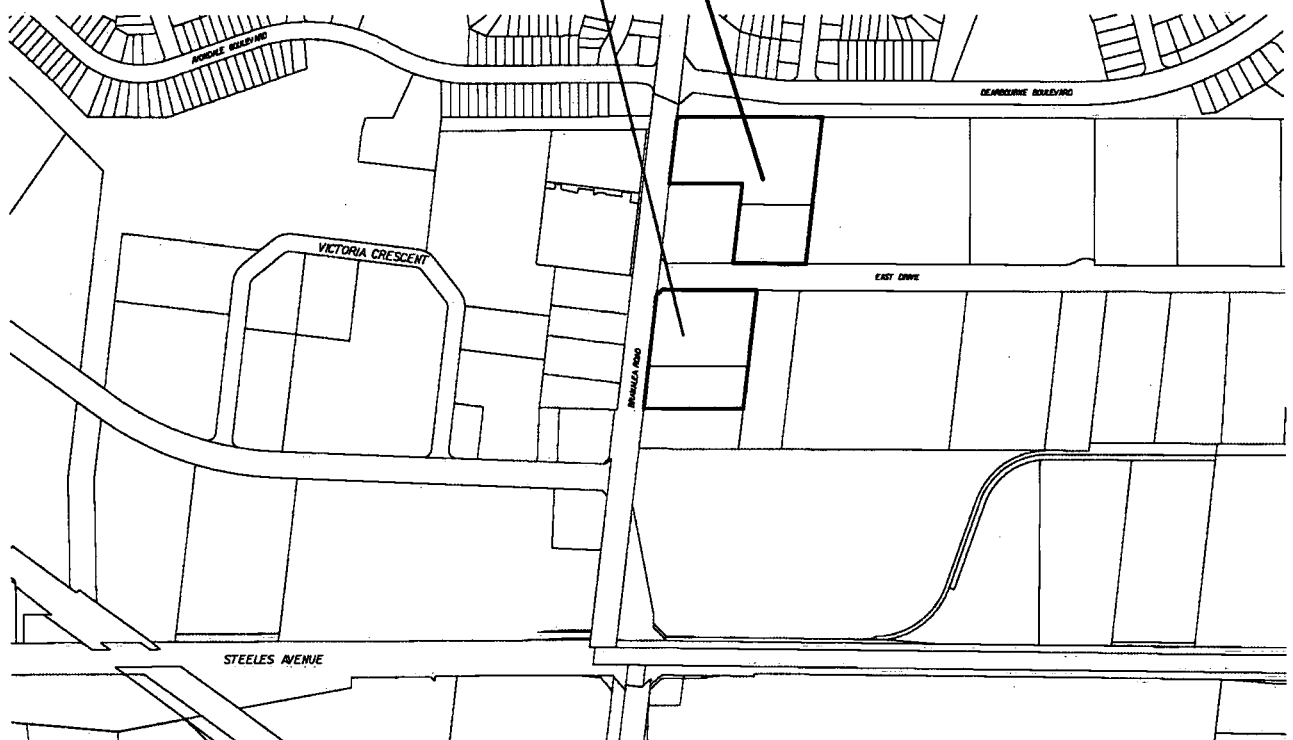 AVONDALE BOULEVARD
DEARBOURNE BOULEVARD
VICTORIA CRESCENT
EAST DRIVE
BRAMALEA ROAD
STEELES AVENUE